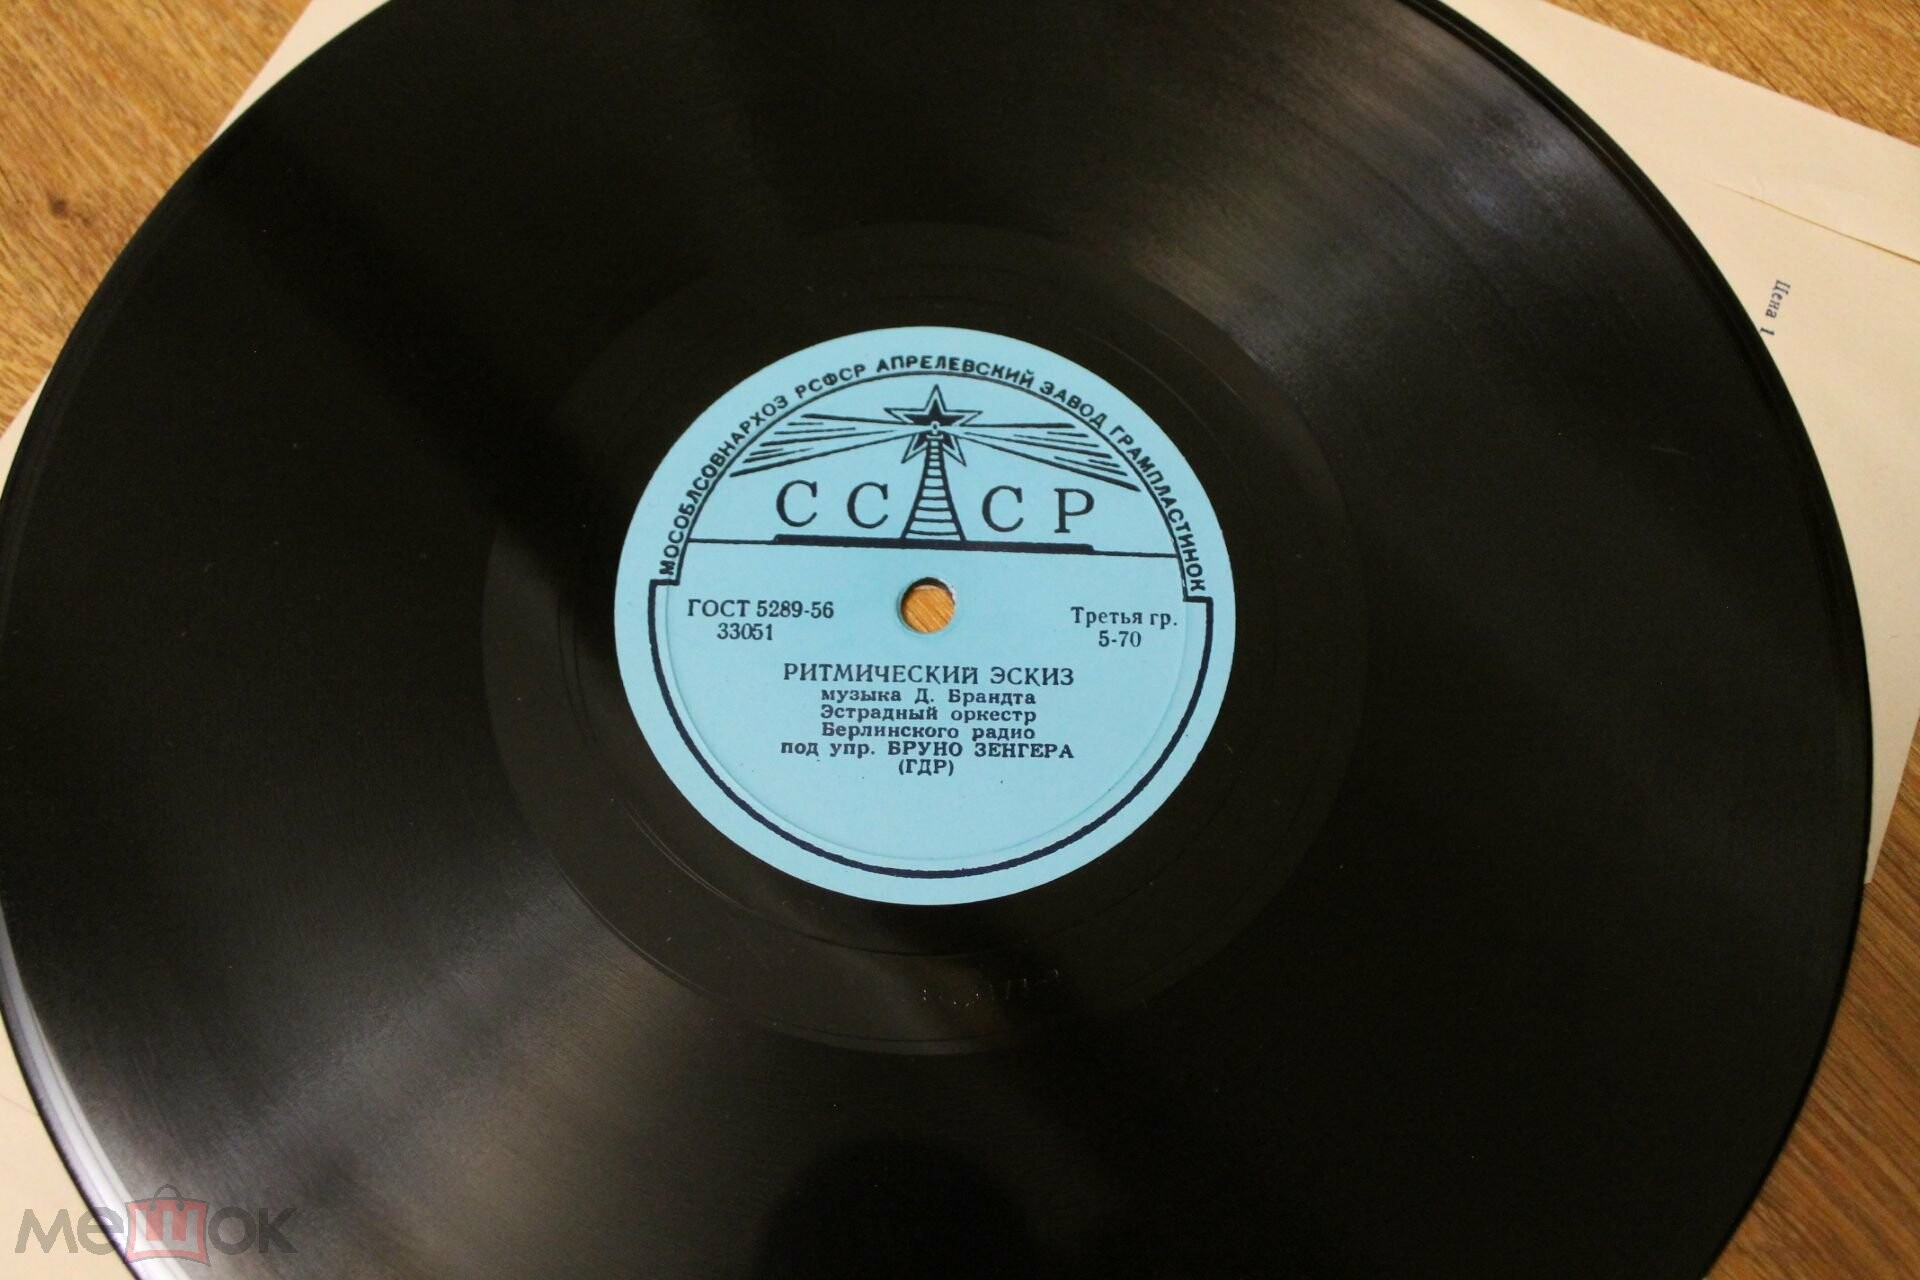 МОСОБЛСОВНАРХОЗ РСФСР АПРЕЛЕВСКИЙ ЗАВОД ГРАМПЛАСТИНОК
СССР
ГОСТ 5289-56
33051
Третья гр.
5-70
РИТМИЧЕСКИЙ ЭСКИЗ
музыка Д. Брандта
Эстрадный оркестр
Берлинского радио
под упр. БРУНО ЗЕНГЕРА
(ГДР)
Цена 1
мешок